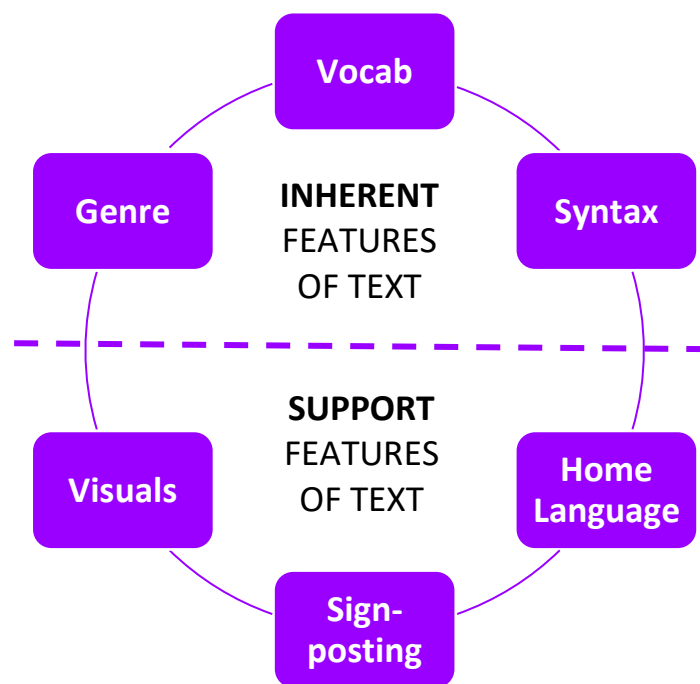 Vocab
Genre
INHERENT
FEATURES
OF TEXT
Syntax
SUPPORT
FEATURES
OF TEXT
Visuals
Home
Language
Sign-
posting